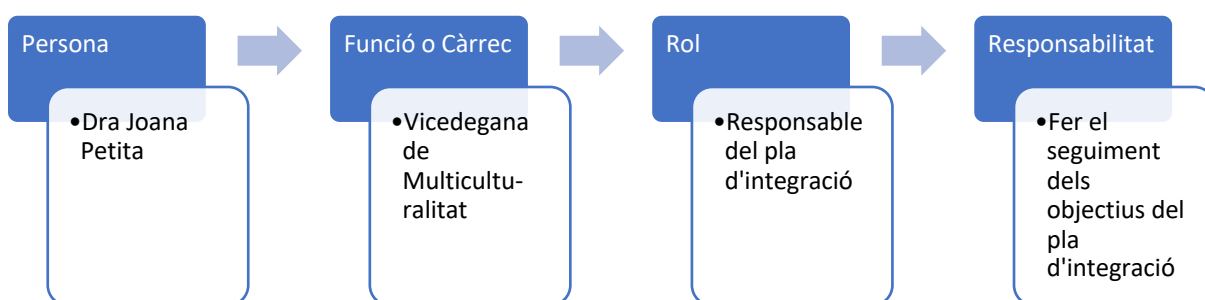 Persona
•Dra Joana
Petita
Funció o Càrrec
•Vicedegana
de
Multicultu-
ralitat
Rol
•Responsable
del pla
d'integració
Responsabilitat
•Fer el
seguiment
dels
objectius del
pla
d'integració